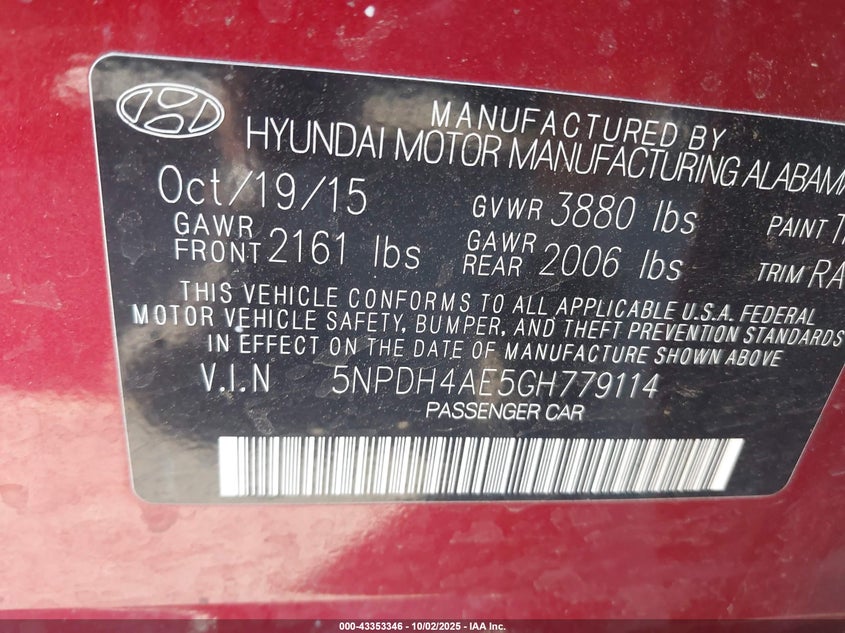 MANUFACTURED BY
HYUNDAI MOTOR MANUFACTURING ALABAMA
Oct/19/15 GVWR 3880 lbs PAINT
GAWR FRONT 2161 lbs GAWR REAR 2006 lbs TRIM RA
THIS VEHICLE CONFORMS TO ALL APPLICABLE U.S.A. FEDERAL
MOTOR VEHICLE SAFETY, BUMPER, AND THEFT PREVENTION STANDARDS
IN EFFECT ON THE DATE OF MANUFACTURE SHOWN ABOVE
V.I.N 5NPDH4AE5GH779114
PASSENGER CAR
000-43353346 - 10/02/2025 - IAA Inc.